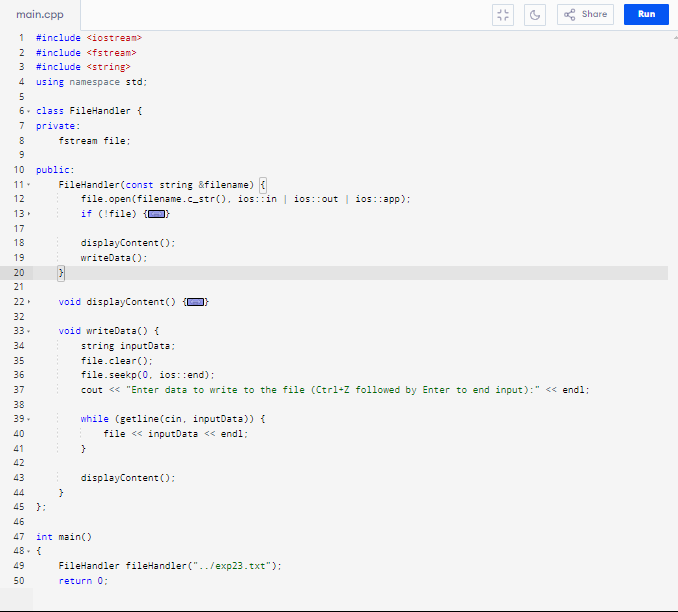 main.cpp
Share
Run
1 #include <iostream>
2 #include <fstream>
3 #include <string>
4 using namespace std;
5
6 class FileHandler {
7 private:
8 fstream file;
9
10 public:
11 FileHandler(const string &filename) {
12 file.open(filename.c_str(), ios::in | ios::out | ios::app);
13 if (!file) {...}
17
18 displayContent();
19 writeData();
20 }
21
22 void displayContent() {...}
32
33 void writeData() {
34 string inputData;
35 file.clear();
36 file.seekp(0, ios::end);
37 cout << "Enter data to write to the file (Ctrl+Z followed by Enter to end input):" << endl;
38
39 while (getline(cin, inputData)) {
40 file << inputData << endl;
41 }
42
43 displayContent();
44 }
45 };
46
47 int main()
48 {
49 FileHandler fileHandler("../exp23.txt");
50 return 0;